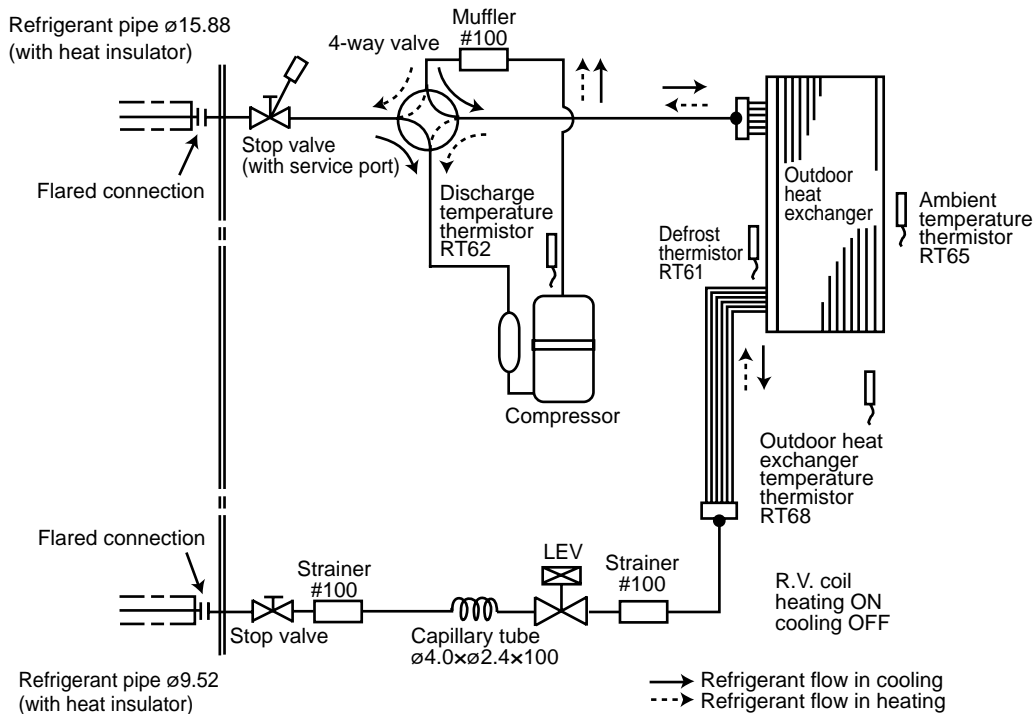 Refrigerant pipe ø15.88
(with heat insulator)
Muffler
#100
4-way valve
Stop valve
(with service port)
Flared connection
Discharge
temperature
thermistor
RT62
Compressor
Outdoor
heat
exchanger
Defrost
thermistor
RT61
Ambient
temperature
thermistor
RT65
Outdoor heat
exchanger
temperature
thermistor
RT68
Flared connection
Stop valve
Strainer
#100
Capillary tube
ø4.0×ø2.4×100
LEV
Strainer
#100
R.V. coil
heating ON
cooling OFF
Refrigerant pipe ø9.52
(with heat insulator)
Refrigerant flow in cooling
Refrigerant flow in heating